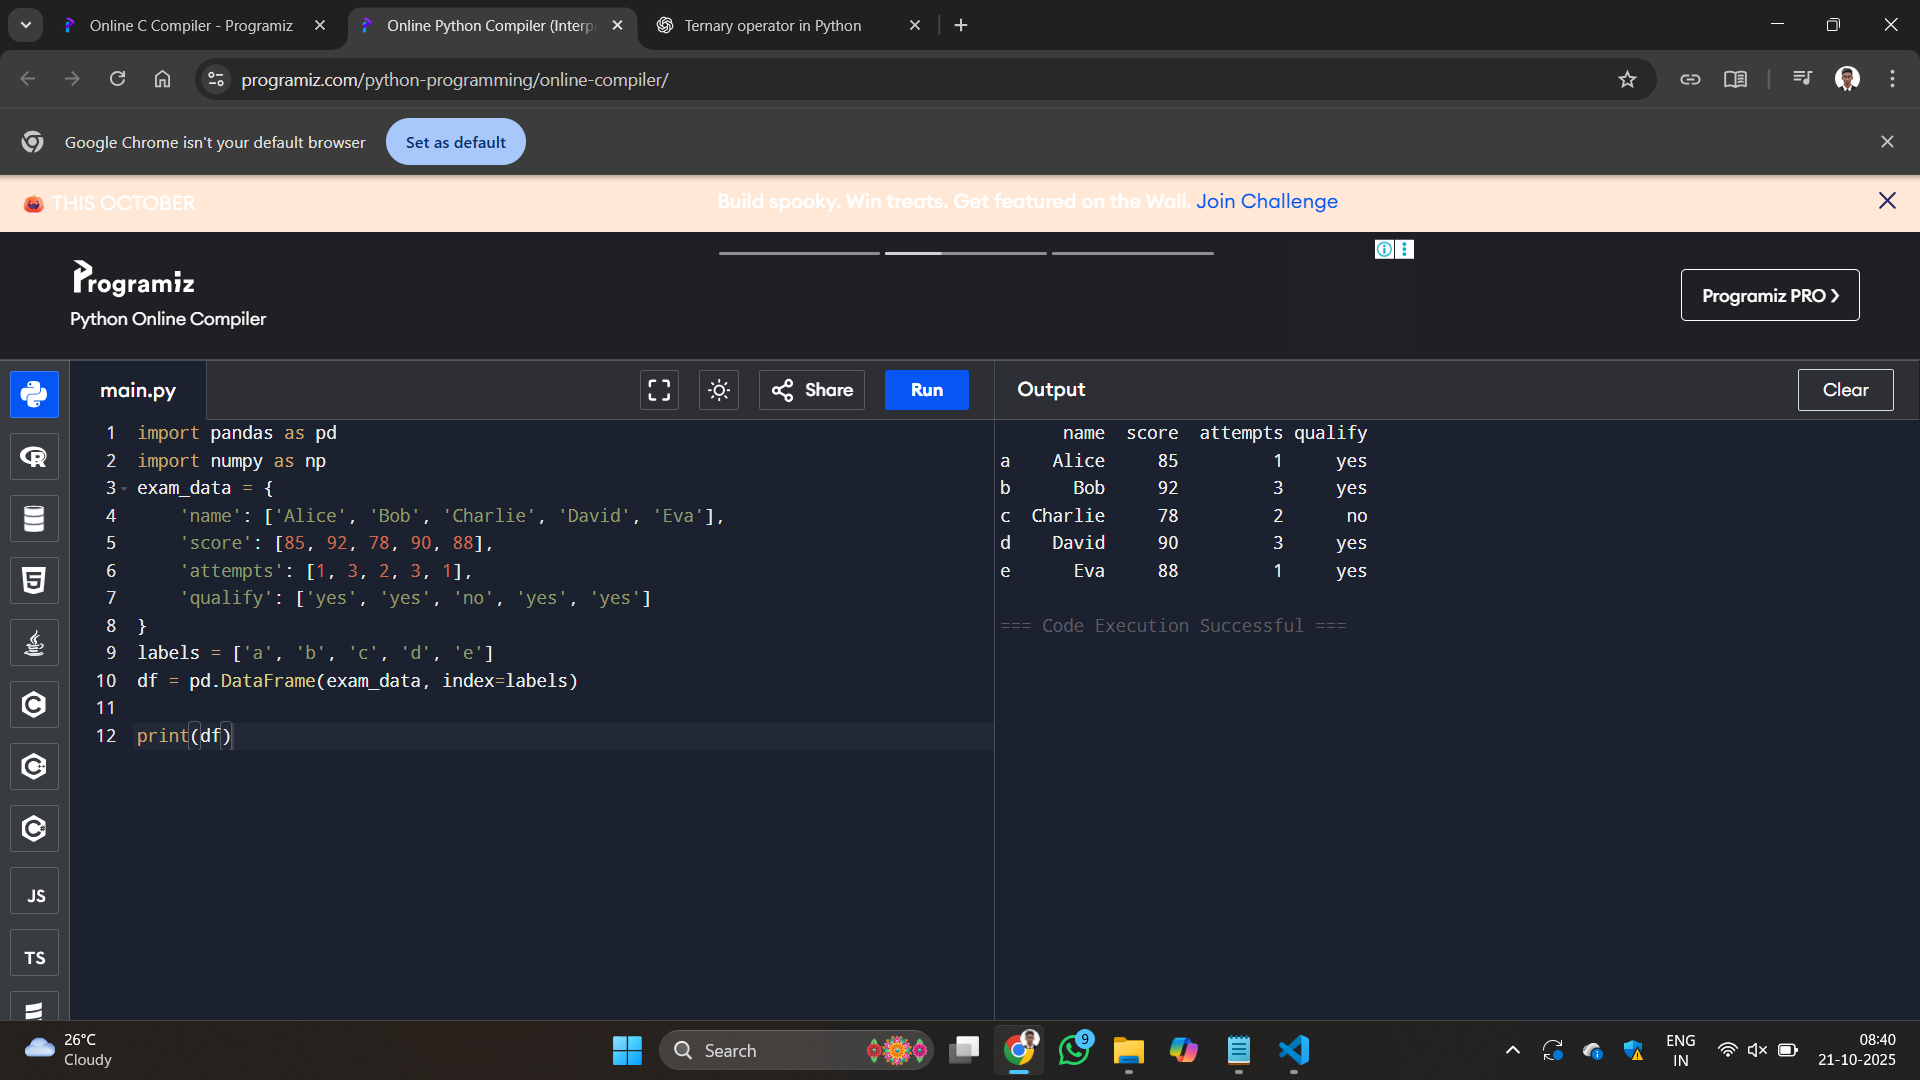 Online C Compiler - Programiz
Online Python Compiler (Interp
Ternary operator in Python
programiz.com/python-programming/online-compiler/
Google Chrome isn't your default browser
Set as default
THIS OCTOBER
Build spooky. Win treats. Get featured on the Wall. Join Challenge
Programiz
Python Online Compiler
Programiz PRO ❯
main.py
Share
Run
Output
Clear
1 import pandas as pd
2 import numpy as np
3 exam_data = {
4     'name': ['Alice', 'Bob', 'Charlie', 'David', 'Eva'],
5     'score': [85, 92, 78, 90, 88],
6     'attempts': [1, 3, 2, 3, 1],
7     'qualify': ['yes', 'yes', 'no', 'yes', 'yes']
8 }
9 labels = ['a', 'b', 'c', 'd', 'e']
10 df = pd.DataFrame(exam_data, index=labels)
11
12 print(df)
name  score  attempts qualify
a    Alice     85         1     yes
b      Bob     92         3     yes
c  Charlie     78         2      no
d    David     90         3     yes
e      Eva     88         1     yes
=== Code Execution Successful ===
R
5
C
C
C
JS
TS
26°C
Cloudy
Search
9
ENG
IN
08:40
21-10-2025